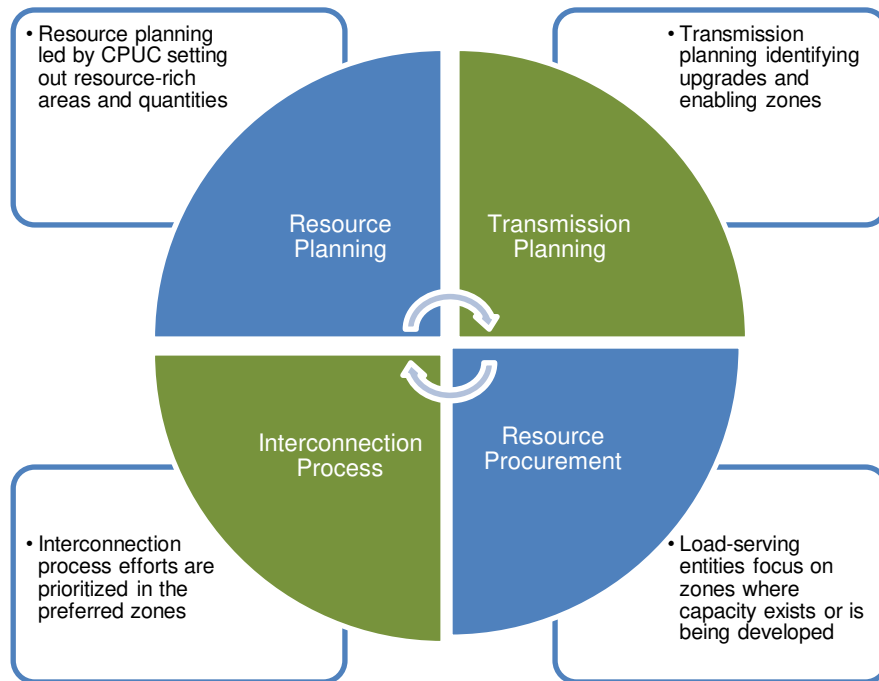 • Resource planning
led by CPUC setting
out resource-rich
areas and quantities
• Transmission
planning identifying
upgrades and
enabling zones
Resource
Planning
Transmission
Planning
Interconnection
Process
Resource
Procurement
• Interconnection
process efforts are
prioritized in the
preferred zones
• Load-serving
entities focus on
zones where
capacity exists or is
being developed